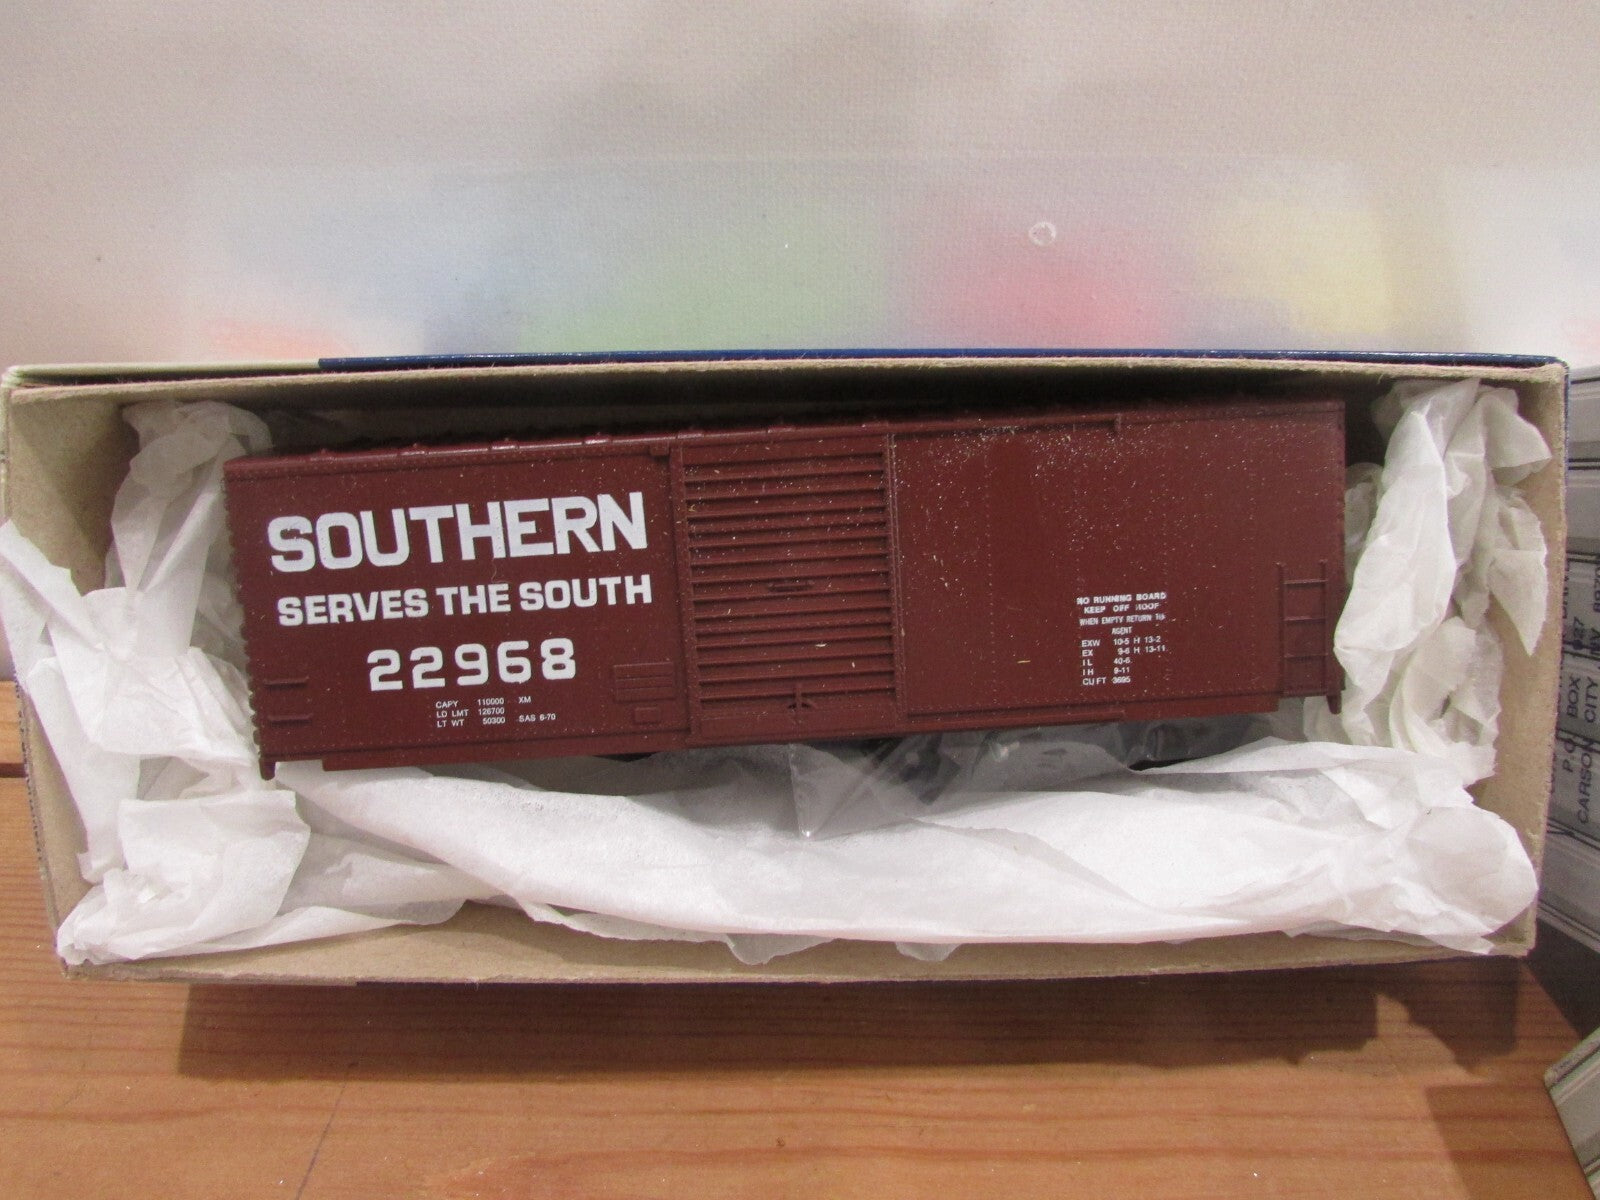 SOUTHERN
SERVES THE SOUTH
22968
CAPY 110000 XM
LD LMT 126700
LT WT 50300 SAS 6-70
NO RUNNING BOARD
KEEP OFF ROOF
WHEN EMPTY RETURN TO
AGENT
EXW 10-5 H 13-2
EX 9-6 H 13-11
IL 40-6
IH 9-11
CU FT 3695
P.O. BOX
CARSON CITY